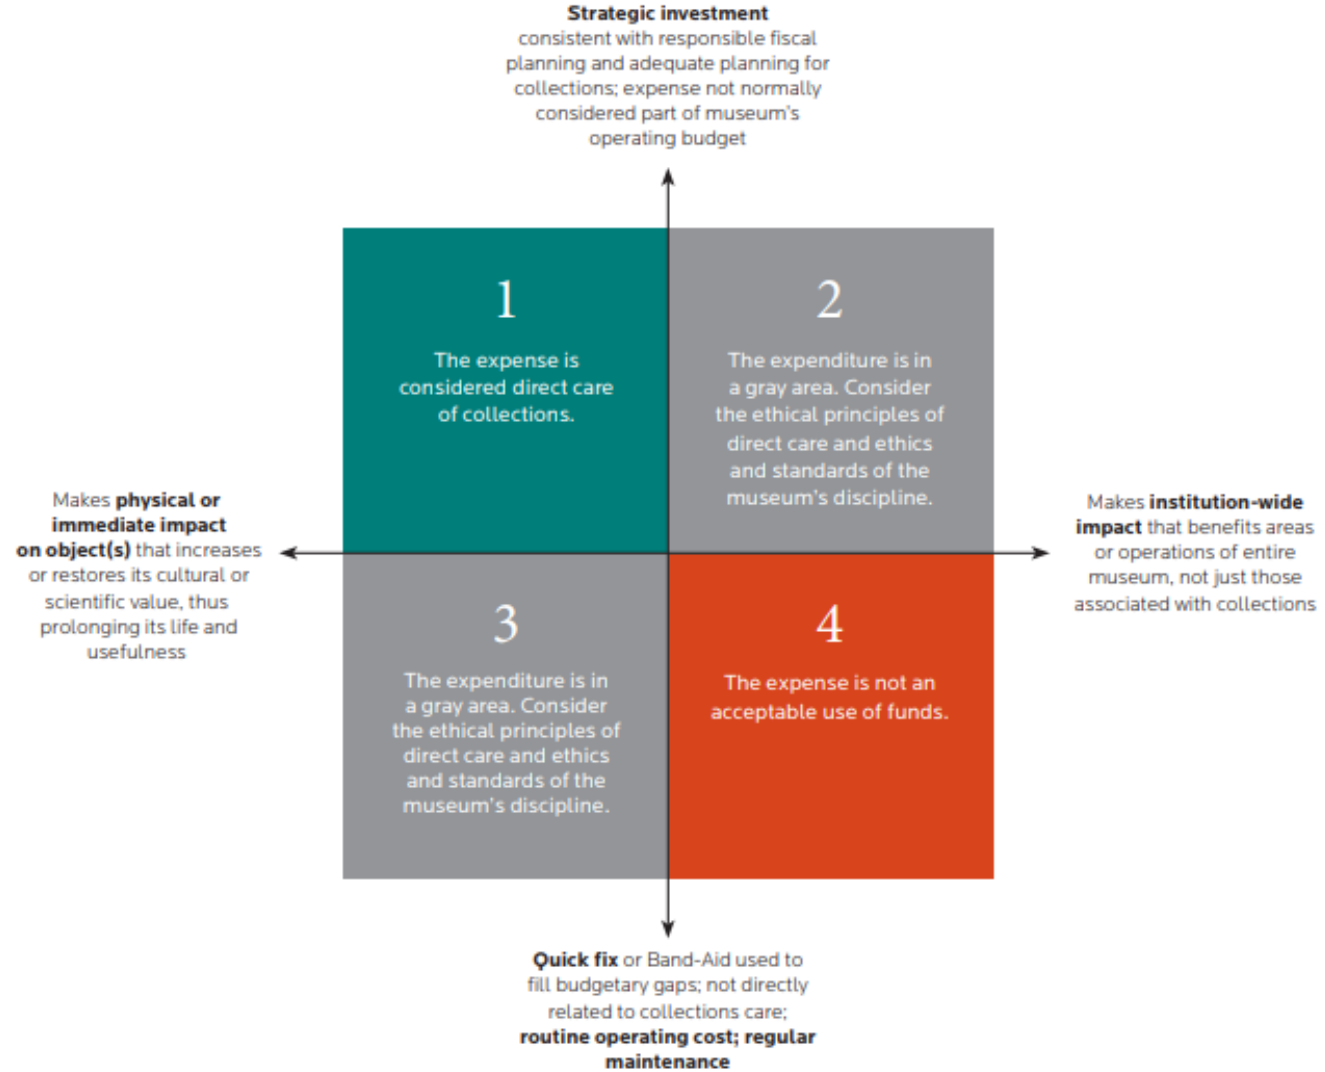 Strategic investment
consistent with responsible fiscal
planning and adequate planning for
collections; expense not normally
considered part of museum's
operating budget
1
The expense is
considered direct care
of collections.
2
The expenditure is in
a gray area. Consider
the ethical principles of
direct care and ethics
and standards of the
museum's discipline.
Makes physical or
immediate impact
on object(s) that increases
or restores its cultural or
scientific value, thus
prolonging its life and
usefulness
Makes institution-wide
impact that benefits areas
or operations of entire
museum, not just those
associated with collections
3
The expenditure is in
a gray area. Consider
the ethical principles of
direct care and ethics
and standards of the
museum's discipline.
4
The expense is not an
acceptable use of funds.
Quick fix or Band-Aid used to
fill budgetary gaps; not directly
related to collections care;
routine operating cost; regular
maintenance